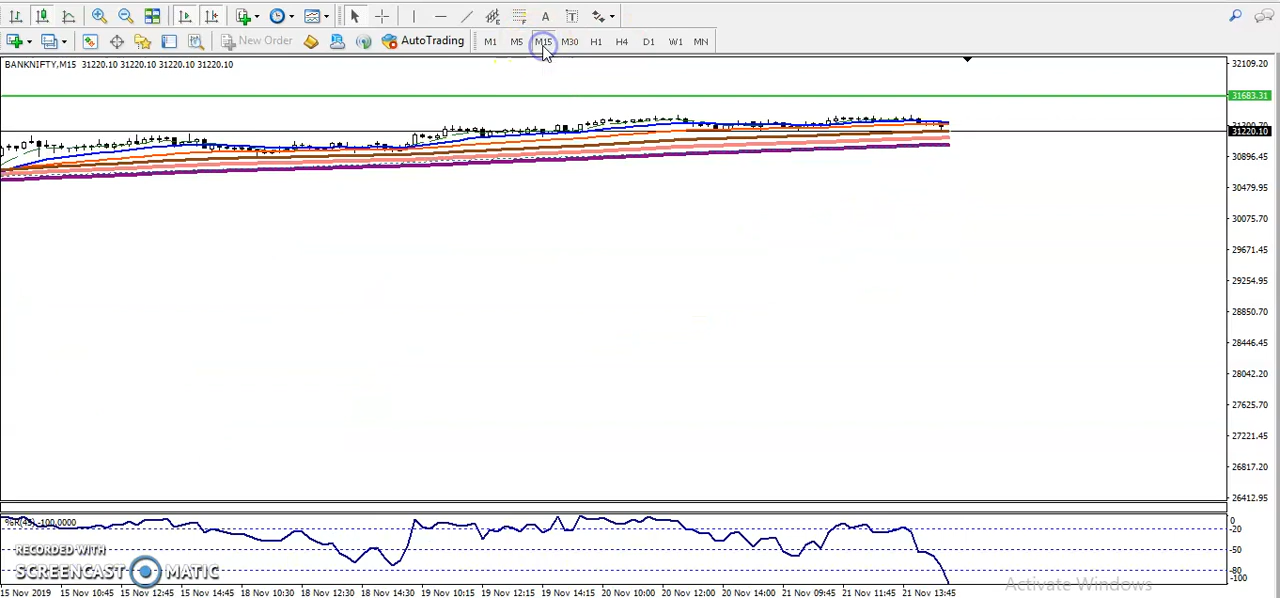 A T
New Order AutoTrading M1 M5 M15 M30 H1 H4 D1 W1 MN
BANKNIFTY,M15 31220.10 31220.10 31220.10 31220.10
32109.20
31683.31
31220.10
30896.45
30487.95
30075.70
29671.45
29254.95
28850.70
28446.45
28042.20
27625.70
27221.45
26817.20
26412.95
%R(45) -100.0000
0
-20
-50
-80
-100
RECORDED WITH
SCREENCAST MATIC
Activate Windows
15 Nov 2019 15 Nov 10:45 15 Nov 12:45 15 Nov 14:45 18 Nov 10:30 18 Nov 12:30 18 Nov 14:30 19 Nov 10:15 19 Nov 12:15 19 Nov 14:15 20 Nov 10:00 20 Nov 12:00 20 Nov 14:00 21 Nov 09:45 21 Nov 11:45 21 Nov 13:45